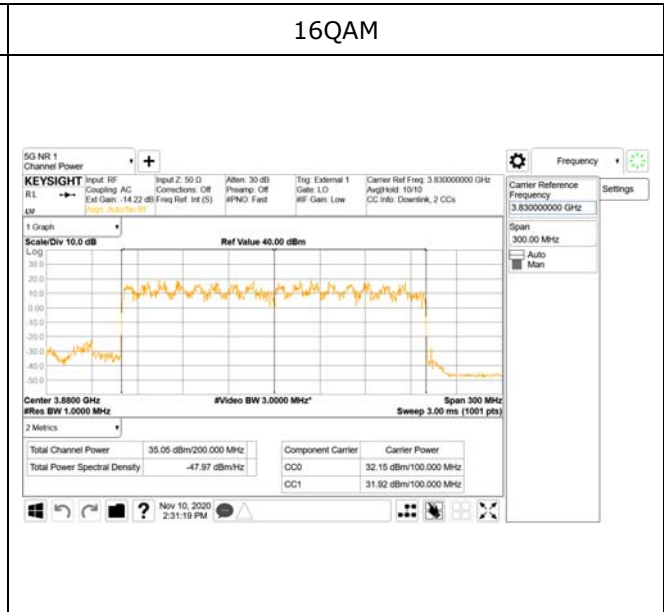 16QAM
5G NR 1
Channel Power
+
Frequency
KEYSIGHT
RL
Input: RF
Coupling: AC
Ext Gain: -14.22 dB
Align: Auto/No RF
Input Z: 50 Ω
Corrections: Off
Freq Ref: Int (S)
Atten: 30 dB
Preamp: Off
#PNO: Fast
Trig: External 1
Gate: LO
#IF Gain: Low
Carrier Ref Freq: 3.830000000 GHz
Avg|Hold: 10/10
CC Info: Downlink, 2 CCs
Carrier Reference
Frequency
3.830000000 GHz
Settings
Span
300.00 MHz
Auto
Man
1 Graph
Scale/Div 10.0 dB
Ref Value 40.00 dBm
Log
30.0
20.0
10.0
0.00
-10.0
-20.0
-30.0
-40.0
-50.0
Center 3.8800 GHz
#Video BW 3.0000 MHz*
Span 300 MHz
#Res BW 1.0000 MHz
Sweep 3.00 ms (1001 pts)
2 Metrics
Total Channel Power 35.05 dBm/200.000 MHz
Total Power Spectral Density -47.97 dBm/Hz
Component Carrier Carrier Power
CC0 32.15 dBm/100.000 MHz
CC1 31.92 dBm/100.000 MHz
?
Nov 10, 2020
2:31:19 PM